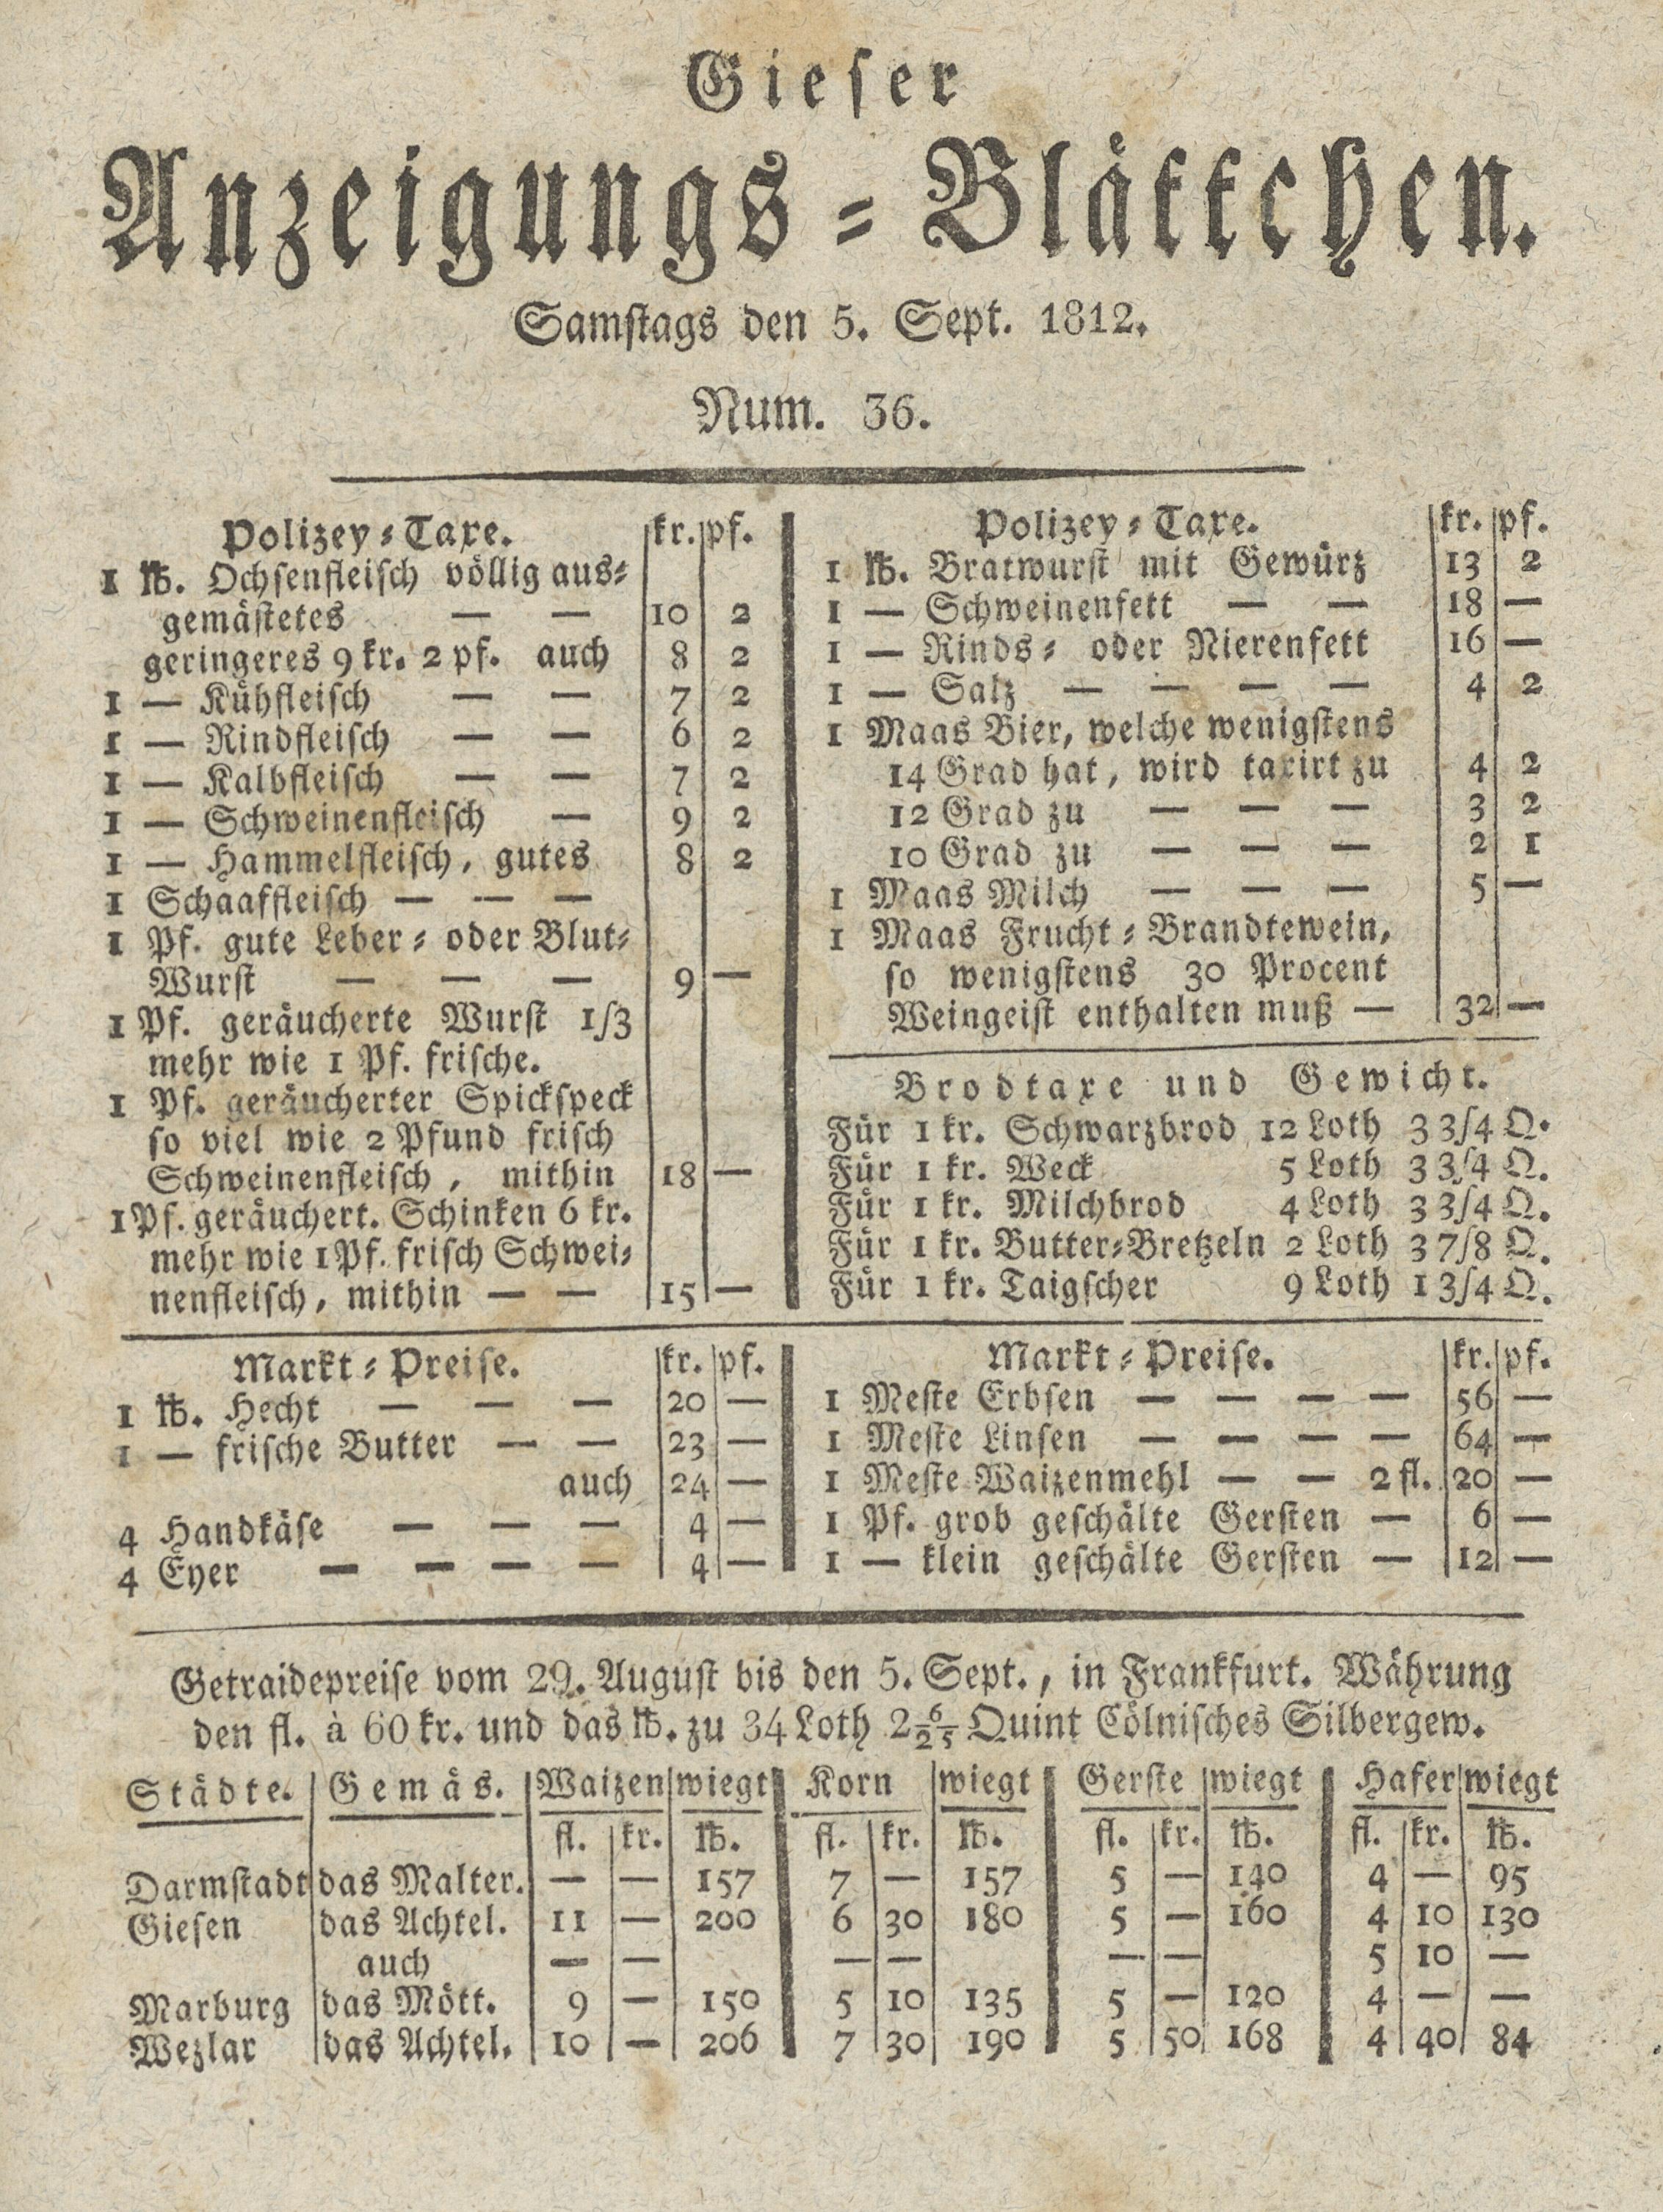 Gieser
Anzeigungs-Blättchen.
Samstags den 5. Sept. 1812.
Num. 36.
Polizey-Taxe. kr. pf.
1 ℔. Ochsenfleisch völlig aus-
gemästetes — — 10 2
geringeres 9 kr. 2 pf. auch 8 2
1 — Kühfleisch — — 7 2
1 — Rindfleisch — — 6 2
1 — Kalbfleisch — — 7 2
1 — Schweinenfleisch — 9 2
1 — Hammelfleisch, gutes 8 2
1 Schaaffleisch — — —
1 Pf. gute Leber- oder Blut-
Wurst — — — 9 —
1 Pf. geräucherte Wurst 1/3
mehr wie 1 Pf. frische.
1 Pf. geräucherter Spickspeck
so viel wie 2 Pfund frisch
Schweinenfleisch, mithin 18 —
1 Pf. geräuchert. Schinken 6 kr.
mehr wie 1 Pf. frisch Schwei-
nenfleisch, mithin — — 15 —
Polizey-Taxe. kr. pf.
1 ℔. Bratwurst mit Gewürz 13 2
1 — Schweinenfett — — 18 —
1 — Rinds- oder Nierenfett 16 —
1 — Salz — — — — 4 2
1 Maas Bier, welche wenigstens
14 Grad hat, wird taxirt zu 4 2
12 Grad zu — — — 3 2
10 Grad zu — — — 2 1
1 Maas Milch — — — 5 —
1 Maas Frucht-Brandtewein,
so wenigstens 30 Procent
Weingeist enthalten muß — 32 —
Brodtaxe und Gewicht.
Für 1 kr. Schwarzbrod 12 Loth 3 3/4 Q.
Für 1 kr. Weck 5 Loth 3 3/4 Q.
Für 1 kr. Milchbrod 4 Loth 3 3/4 Q.
Für 1 kr. Butter-Bretzeln 2 Loth 3 7/8 Q.
Für 1 kr. Taigscher 9 Loth 1 3/4 Q.
Markt-Preise. kr. pf.
1 ℔. Hecht — — — 20 —
1 — frische Butter — — 23 —
auch 24 —
4 Handkäse — — — 4 —
4 Eyer — — — — 4 —
Markt-Preise. kr. pf.
1 Meste Erbsen — — — — 56 —
1 Meste Linsen — — — — 64 —
1 Meste Waizenmehl — — 2 fl. 20 —
1 Pf. grob geschälte Gersten — 6 —
1 — klein geschälte Gersten — 12 —
Getraidepreise vom 29. August bis den 5. Sept., in Frankfurt. Währung
den fl. à 60 kr. und das ℔. zu 34 Loth 2 6/25 Quint Cölnisches Silbergew.
Städte. Gemäs. Waizen wiegt Korn wiegt Gerste wiegt Hafer wiegt
fl. kr. ℔. fl. kr. ℔. fl. kr. ℔. fl. kr. ℔.
Darmstadt das Malter. — — 157 7 — 157 5 — 140 4 — 95
Giesen das Achtel. 11 — 200 6 30 180 5 — 160 4 10 130
auch — — — — — — 5 10 —
Marburg das Mött. 9 — 150 5 10 135 5 — 120 4 — —
Wezlar das Achtel. 10 — 206 7 30 190 5 50 168 4 40 84